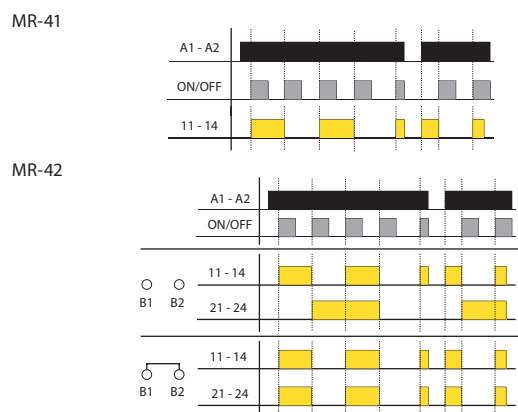 MR-41
A1 - A2
ON/OFF
11 - 14
MR-42
A1 - A2
ON/OFF
11 - 14
B1 B2
21 - 24
11 - 14
B1 B2
21 - 24